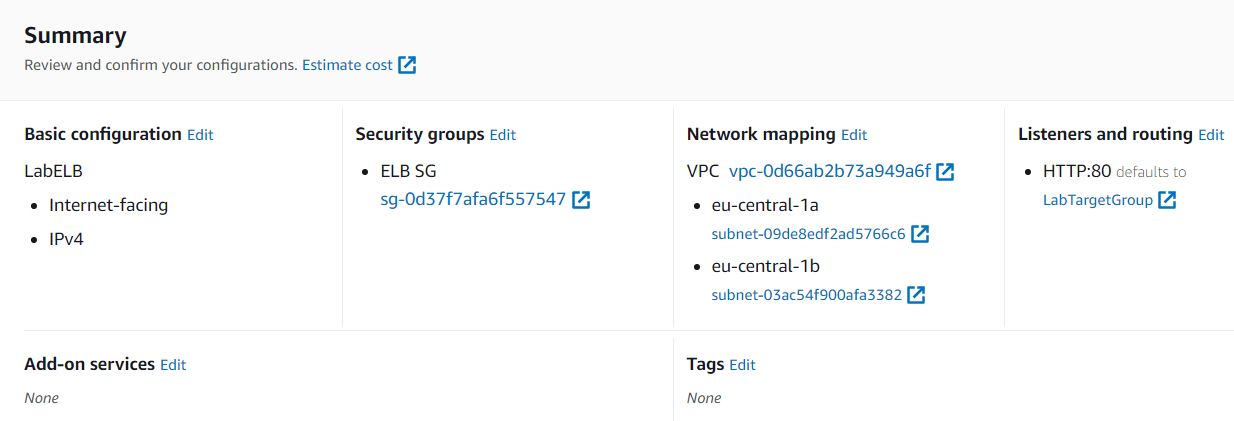 Summary
Review and confirm your configurations. Estimate cost
Basic configuration Edit
LabELB
Internet-facing
IPv4
Security groups Edit
ELB SG
sg-0d37f7afa6f557547
Network mapping Edit
VPC vpc-0d66ab2b73a949a6f
eu-central-1a
subnet-09de8edf2ad5766c6
eu-central-1b
subnet-03ac54f900afa3382
Listeners and routing Edit
HTTP:80 defaults to
LabTargetGroup
Add-on services Edit
None
Tags Edit
None